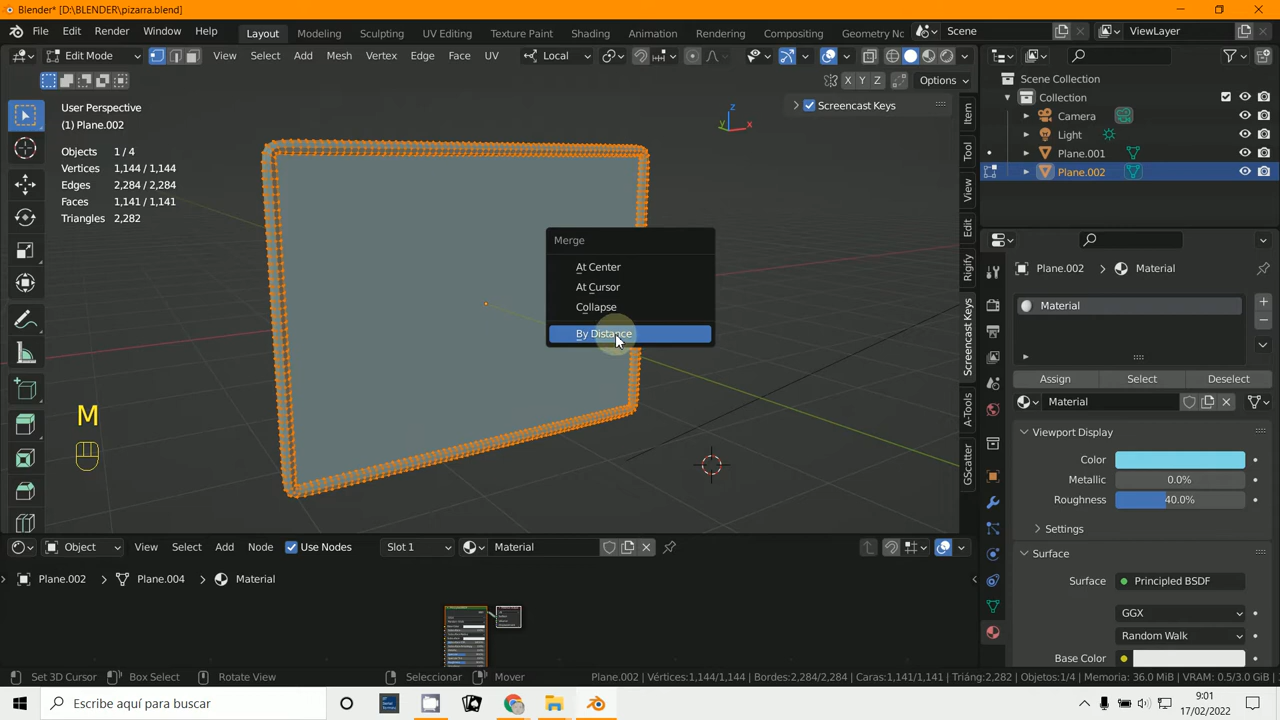 Blender* [D:\BLENDER\pizarra.blend]
File Edit Render Window Help Layout Modeling Sculpting UV Editing Texture Paint Shading Animation Rendering Compositing Geometry No Scene ViewLayer
Edit Mode View Select Add Mesh Vertex Edge Face UV Local
X Y Z Options
User Perspective
(1) Plane.002
Objects 1 / 4
Vertices 1,144 / 1,144
Edges 2,284 / 2,284
Faces 1,141 / 1,141
Triangles 2,282
Screencast Keys
z
y x
Merge
At Center
At Cursor
Collapse
By Distance
M
Item
Tool
View
Edit
Rigify
Screencast Keys
A-Tools
GScatter
Scene Collection
Collection
Camera
Light
Plane.001
Plane.002
Plane.002 Material
Material
Assign Select Deselect
Material
Viewport Display
Color
Metallic 0.0%
Roughness 40.0%
Settings
Surface
Surface Principled BSDF
GGX
Random Wa
Base Color
Object View Select Add Node Use Nodes Slot 1 Material
Plane.002 Plane.004 Material
Set 3D Cursor Box Select Rotate View Seleccionar Mover Plane.002 | Vértices:1,144/1,144 | Bordes:2,284/2,284 | Caras:1,141/1,141 | Triáng:2,282 | Objetos:1/4 | Memoria: 36.0 MiB | VRAM: 0.5/3.0 GiB
Escribe aquí para buscar
9:01
17/02/2022